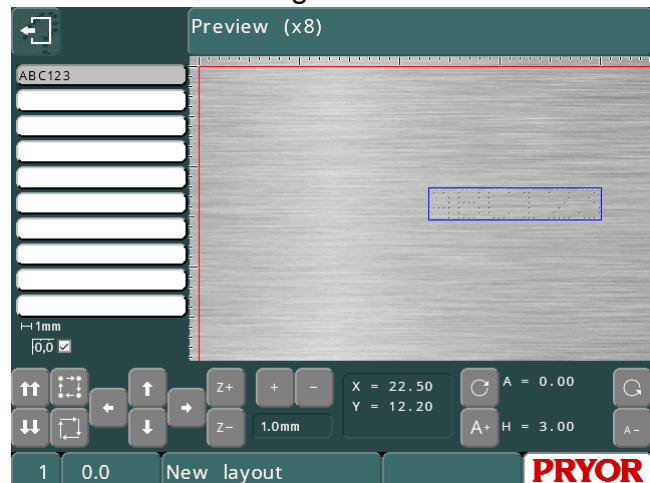 Preview (x8)
ABC123
ABC123
1mm
0,0
Z+ + -
X = 22.50
A = 0.00
Y = 12.20
Z- 1.0mm
A+ H = 3.00 A-
1 0.0 New layout PRYOR